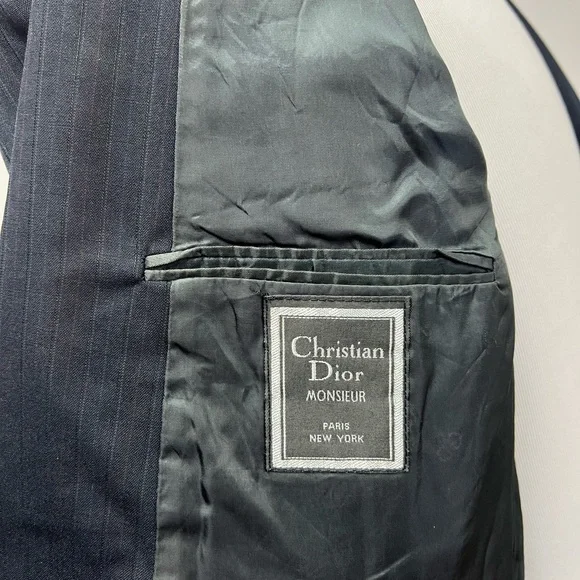 Christian
Dior
MONSIEUR
PARIS
NEW YORK